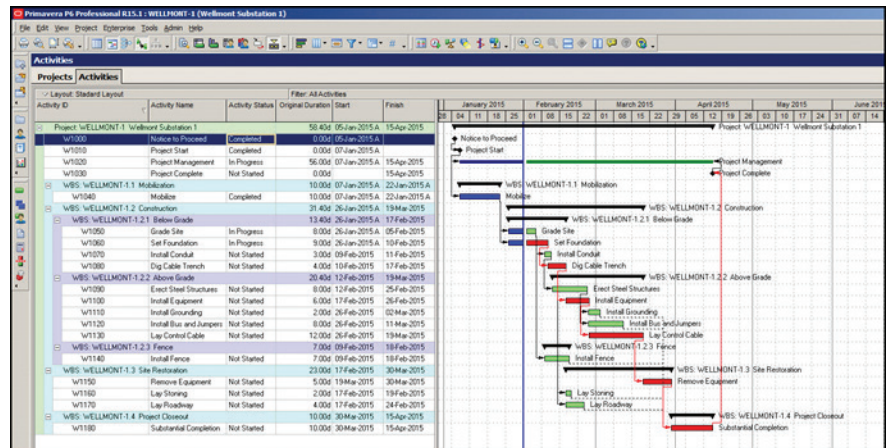 Primavera P6 Professional R15.1 : WELLMONT-1 (Wellmont Substation 1)
File Edit View Project Enterprise Tools Admin Help
Activities
Projects Activities
Layout: Stadard Layout Filter: All Activities
Activity ID Activity Name Activity Status Original Duration Start Finish January 2015 February 2015 March 2015 April 2015 May 2015 June 201
28 04 11 18 25 01 08 15 22 01 08 15 22 29 05 12 19 26 03 10 17 24 31 07 14
Project: WELLMONT-1 Wellmont Substation 1 58.40d 05-Jan-2015 A 15-Apr-2015 Project: WELLMONT-1 Wellmont Substation 1
W1000 Notice to Proceed Completed 0.00d 05-Jan-2015 A Notice to Proceed
W1010 Project Start Completed 0.00d 07-Jan-2015 A Project Start
W1020 Project Management In Progress 56.00d 07-Jan-2015 A 15-Apr-2015 Project Management
W1030 Project Complete Not Started 0.00d 15-Apr-2015 Project Complete
WBS: WELLMONT-1.1 Mobilization 10.00d 07-Jan-2015 A 22-Jan-2015 A WBS: WELLMONT-1.1 Mobilization
W1040 Mobilize Completed 10.00d 07-Jan-2015 A 22-Jan-2015 A Mobilize
WBS: WELLMONT-1.2 Construction 31.40d 26-Jan-2015 A 19-Mar-2015 WBS: WELLMONT-1.2 Construction
WBS: WELLMONT-1.2.1 Below Grade 13.40d 26-Jan-2015 A 17-Feb-2015 WBS: WELLMONT-1.2.1 Below Grade
W1050 Grade Site In Progress 8.00d 26-Jan-2015 A 05-Feb-2015 Grade Site
W1060 Set Foundation In Progress 9.00d 26-Jan-2015 A 10-Feb-2015 Set Foundation
W1070 Install Conduit Not Started 3.00d 09-Feb-2015 11-Feb-2015 Install Conduit
W1080 Dig Cable Trench Not Started 4.00d 10-Feb-2015 17-Feb-2015 Dig Cable Trench
WBS: WELLMONT-1.2.2 Above Grade 20.40d 12-Feb-2015 19-Mar-2015 WBS: WELLMONT-1.2.2 Above Grade
W1090 Erect Steel Structures Not Started 8.00d 12-Feb-2015 25-Feb-2015 Erect Steel Structures
W1100 Install Equipment Not Started 6.00d 17-Feb-2015 26-Feb-2015 Install Equipment
W1110 Install Grounding Not Started 2.00d 26-Feb-2015 02-Mar-2015 Install Grounding
W1120 Install Bus and Jumpers Not Started 8.00d 26-Feb-2015 11-Mar-2015 Install Bus and Jumpers
W1130 Lay Control Cable Not Started 12.00d 26-Feb-2015 19-Mar-2015 Lay Control Cable
WBS: WELLMONT-1.2.3 Fence 7.00d 09-Feb-2015 18-Feb-2015 WBS: WELLMONT-1.2.3 Fence
W1140 Install Fence Not Started 7.00d 09-Feb-2015 18-Feb-2015 Install Fence
WBS: WELLMONT-1.3 Site Restoration 23.00d 17-Feb-2015 30-Mar-2015 WBS: WELLMONT-1.3 Site Restoration
W1150 Remove Equipment Not Started 5.00d 19-Mar-2015 30-Mar-2015 Remove Equipment
W1160 Lay Stoning Not Started 2.00d 17-Feb-2015 19-Feb-2015 Lay Stoning
W1170 Lay Roadway Not Started 4.00d 17-Feb-2015 24-Feb-2015 Lay Roadway
WBS: WELLMONT-1.4 Project Closeout 10.00d 30-Mar-2015 15-Apr-2015 WBS: WELLMONT-1.4 Project Closeout
W1180 Substantial Completion Not Started 10.00d 30-Mar-2015 15-Apr-2015 Substantial Completion